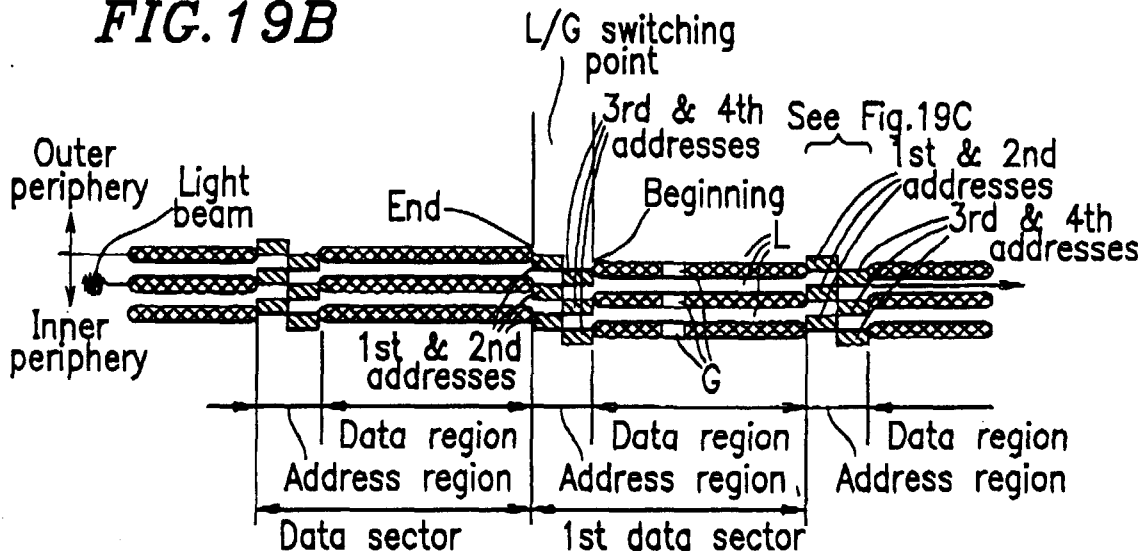 FIG. 19B
L/G switching
point
3rd & 4th
addresses
See Fig.19C
1st & 2nd
addresses
3rd & 4th
addresses
Outer
periphery
Light
beam
End
Beginning
L
Inner
periphery
1st & 2nd
addresses
G
Data region
Data region
Data region
Address region
Address region
Address region
Data sector
1st data sector